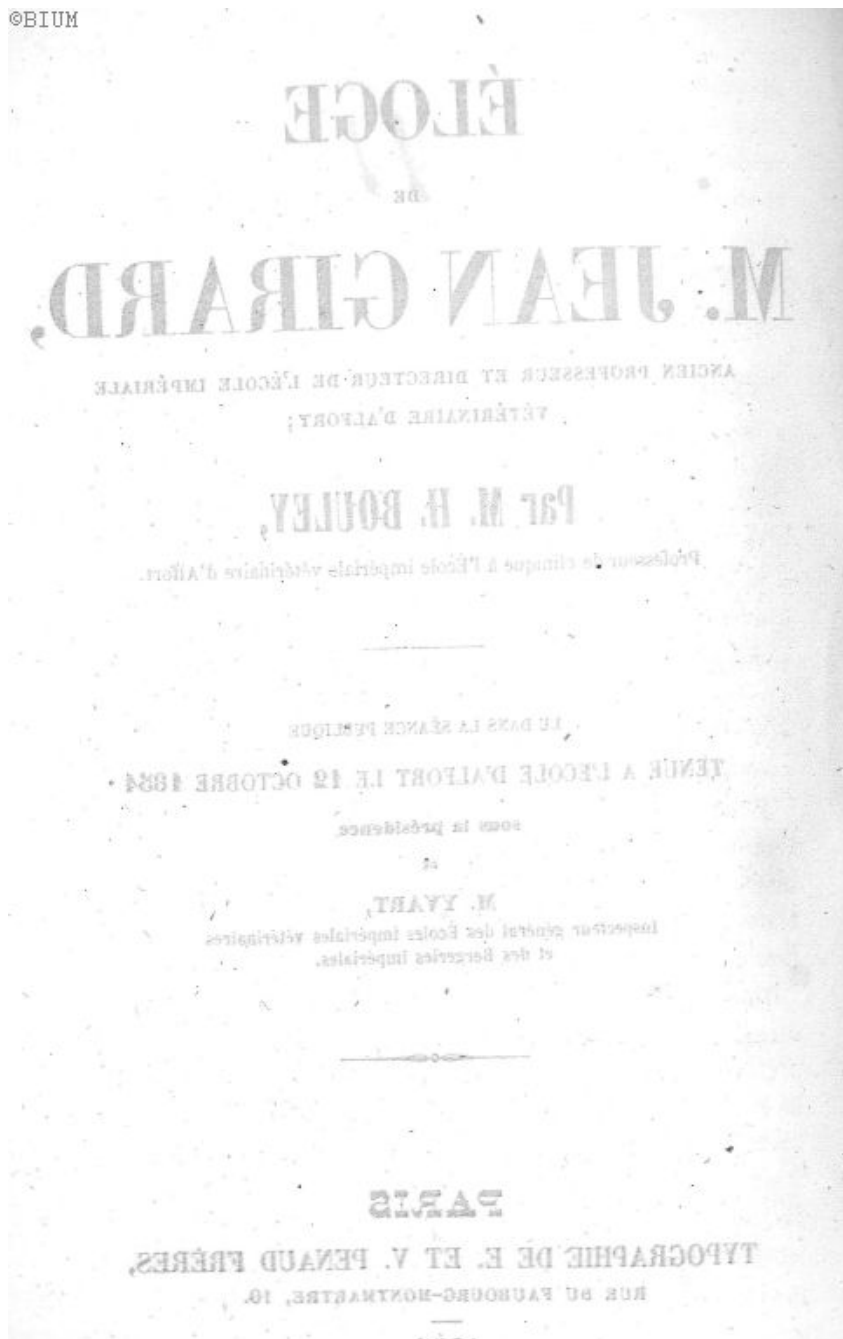 ©BIUM
ÉLOGE
DE
M. JEAN GIRARD,
ANCIEN PROFESSEUR ET DIRECTEUR DE L'ÉCOLE IMPÉRIALE
VÉTÉRINAIRE D'ALFORT;
Par M. H. BOULEY,
Professeur de clinique à l'École impériale vétérinaire d'Alfort.
LU DANS LA SÉANCE PUBLIQUE
TENUE A L'ECOLE D'ALFORT LE 12 OCTOBRE
sous la présidence
M. YVART,
Inspecteur général des Écoles impériales vétérinaires
et des Bergeries impériales.
PARIS
TYPOGRAPHIE DE E. ET V. PENAUD FRÈRES,
RUE DU FAUBOURG-MONTMARTRE, 10.